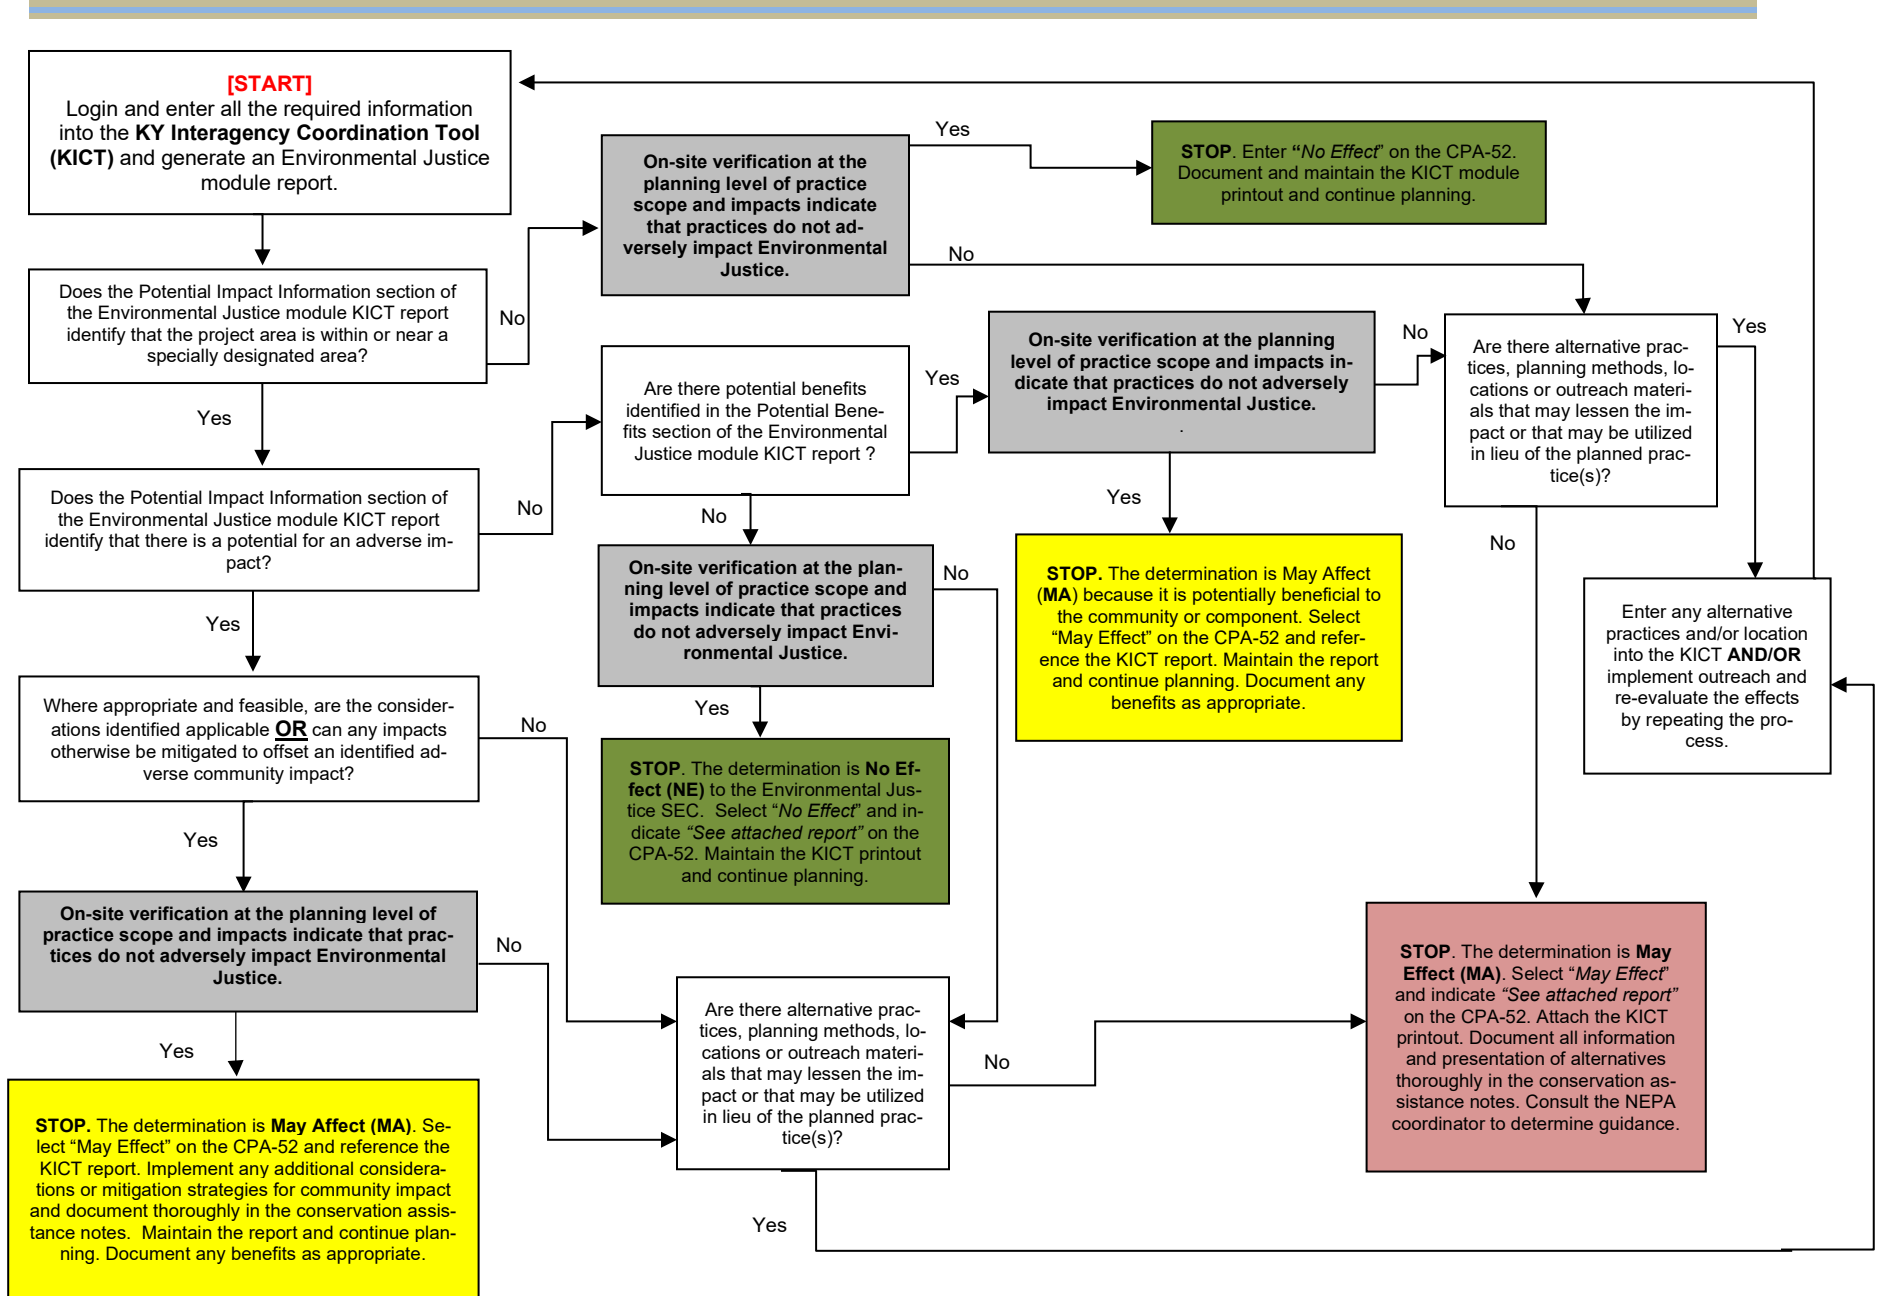 [START]
Login and enter all the required information
into the KY Interagency Coordination Tool
(KICT) and generate an Environmental Justice
module report.
Does the Potential Impact Information section of
the Environmental Justice module KICT report
identify that the project area is within or near a
specially designated area?
No
Yes
Does the Potential Impact Information section of
the Environmental Justice module KICT report
identify that there is a potential for an adverse im-
pact?
No
Yes
Where appropriate and feasible, are the consider-
ations identified applicable OR can any impacts
otherwise be mitigated to offset an identified ad-
verse community impact?
No
Yes
On-site verification at the planning level of
practice scope and impacts indicate that prac-
tices do not adversely impact Environmental
Justice.
No
Yes
STOP. The determination is May Affect (MA). Se-
lect “May Effect” on the CPA-52 and reference the
KICT report. Implement any additional considera-
tions or mitigation strategies for community impact
and document thoroughly in the conservation assis-
tance notes.  Maintain the report and continue plan-
ning. Document any benefits as appropriate.
On-site verification at the
planning level of practice
scope and impacts indicate
that practices do not ad-
versely impact Environmental
Justice.
Yes
No
STOP. Enter “No Effect” on the CPA-52.
Document and maintain the KICT module
printout and continue planning.
Are there potential benefits
identified in the Potential Bene-
fits section of the Environmental
Justice module KICT report ?
Yes
No
On-site verification at the plan-
ning level of practice scope and
impacts indicate that practices
do not adversely impact Envi-
ronmental Justice.
No
Yes
STOP. The determination is No Ef-
fect (NE) to the Environmental Jus-
tice SEC.  Select “No Effect” and in-
dicate “See attached report” on the
CPA-52. Maintain the KICT printout
and continue planning.
On-site verification at the planning
level of practice scope and impacts in-
dicate that practices do not adversely
impact Environmental Justice.
.
No
Yes
STOP. The determination is May Affect
(MA) because it is potentially beneficial to
the community or component. Select
“May Effect” on the CPA-52 and refer-
ence the KICT report. Maintain the report
and continue planning. Document any
benefits as appropriate.
Are there alternative prac-
tices, planning methods, lo-
cations or outreach materi-
als that may lessen the im-
pact or that may be utilized
in lieu of the planned prac-
tice(s)?
Yes
No
Enter any alternative
practices and/or location
into the KICT AND/OR
implement outreach and
re-evaluate the effects
by repeating the pro-
cess.
Are there alternative prac-
tices, planning methods, lo-
cations or outreach materi-
als that may lessen the im-
pact or that may be utilized
in lieu of the planned prac-
tice(s)?
No
Yes
STOP. The determination is May
Effect (MA). Select “May Effect”
and indicate “See attached report”
on the CPA-52. Attach the KICT
printout. Document all information
and presentation of alternatives
thoroughly in the conservation as-
sistance notes. Consult the NEPA
coordinator to determine guidance.